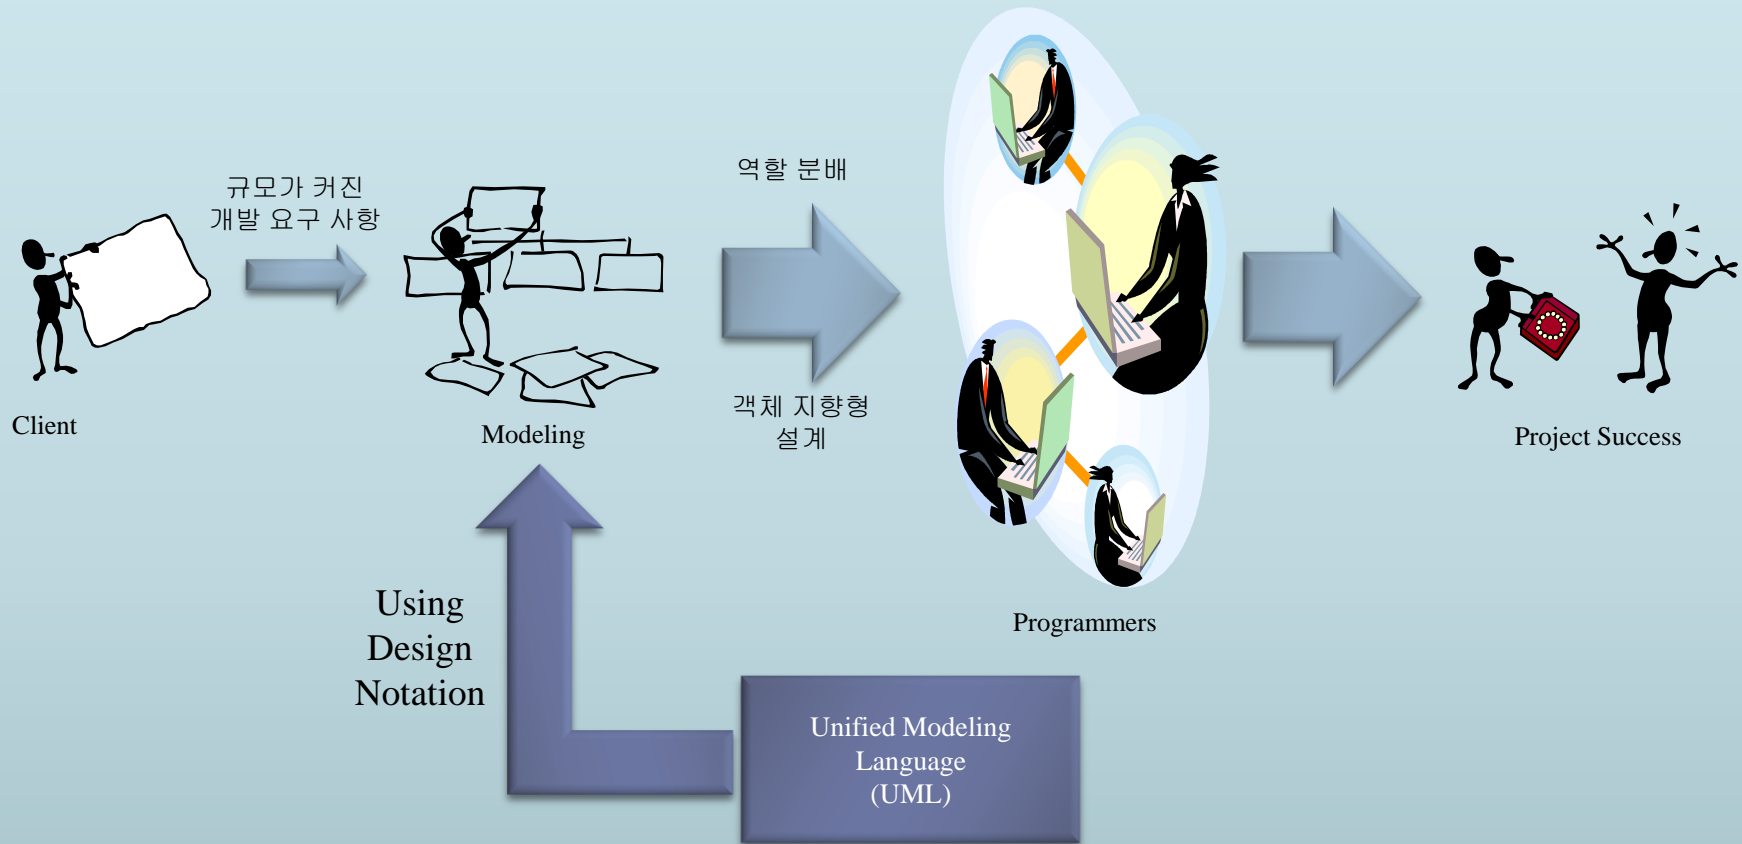 규모가 커진
개발 요구 사항
역할 분배
객체 지향형
설계
Client
Modeling
Programmers
Project Success
Using
Design
Notation
Unified Modeling
Language
(UML)